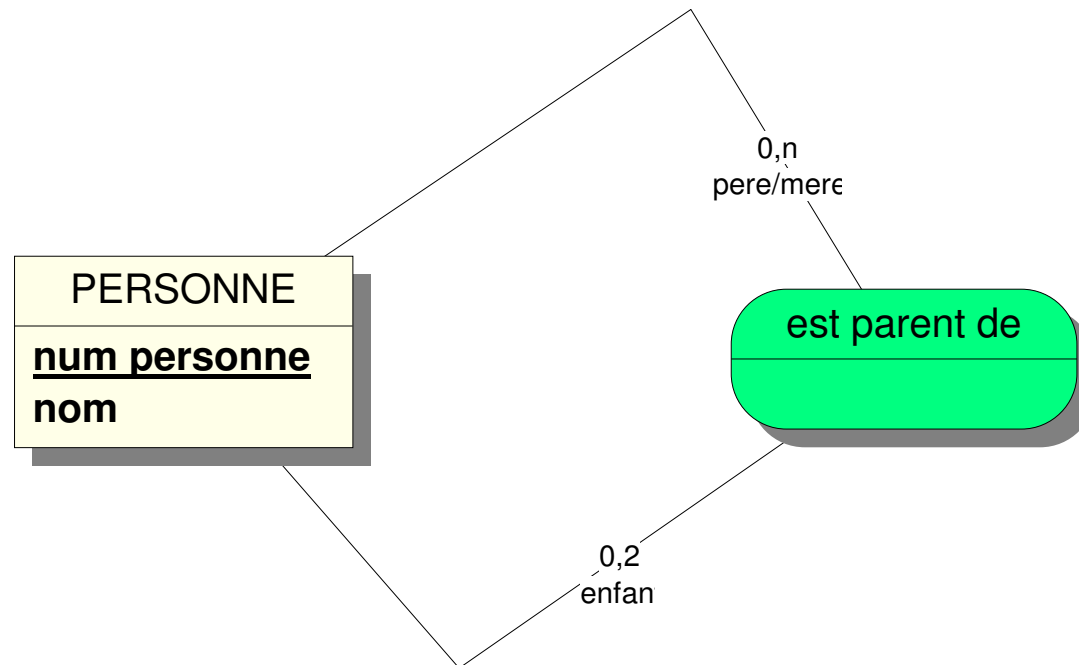 0,n
pere/mere
PERSONNE
num personne
nom
est parent de
0,2
enfan